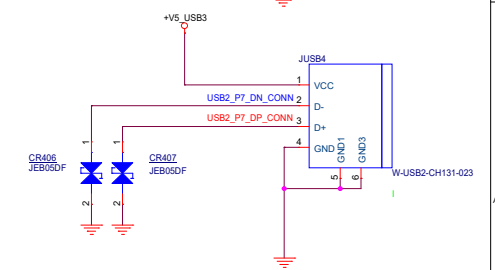 +V5_USB3
JUSB4
1
VCC
USB2_P7_DN_CONN
2
D-
USB2_P7_DP_CONN
3
D+
4
GND
GND1
GND3
5
6
W-USB2-CH131-023
CR406
JEB05DF
1
2
CR407
JEB05DF
1
2
A